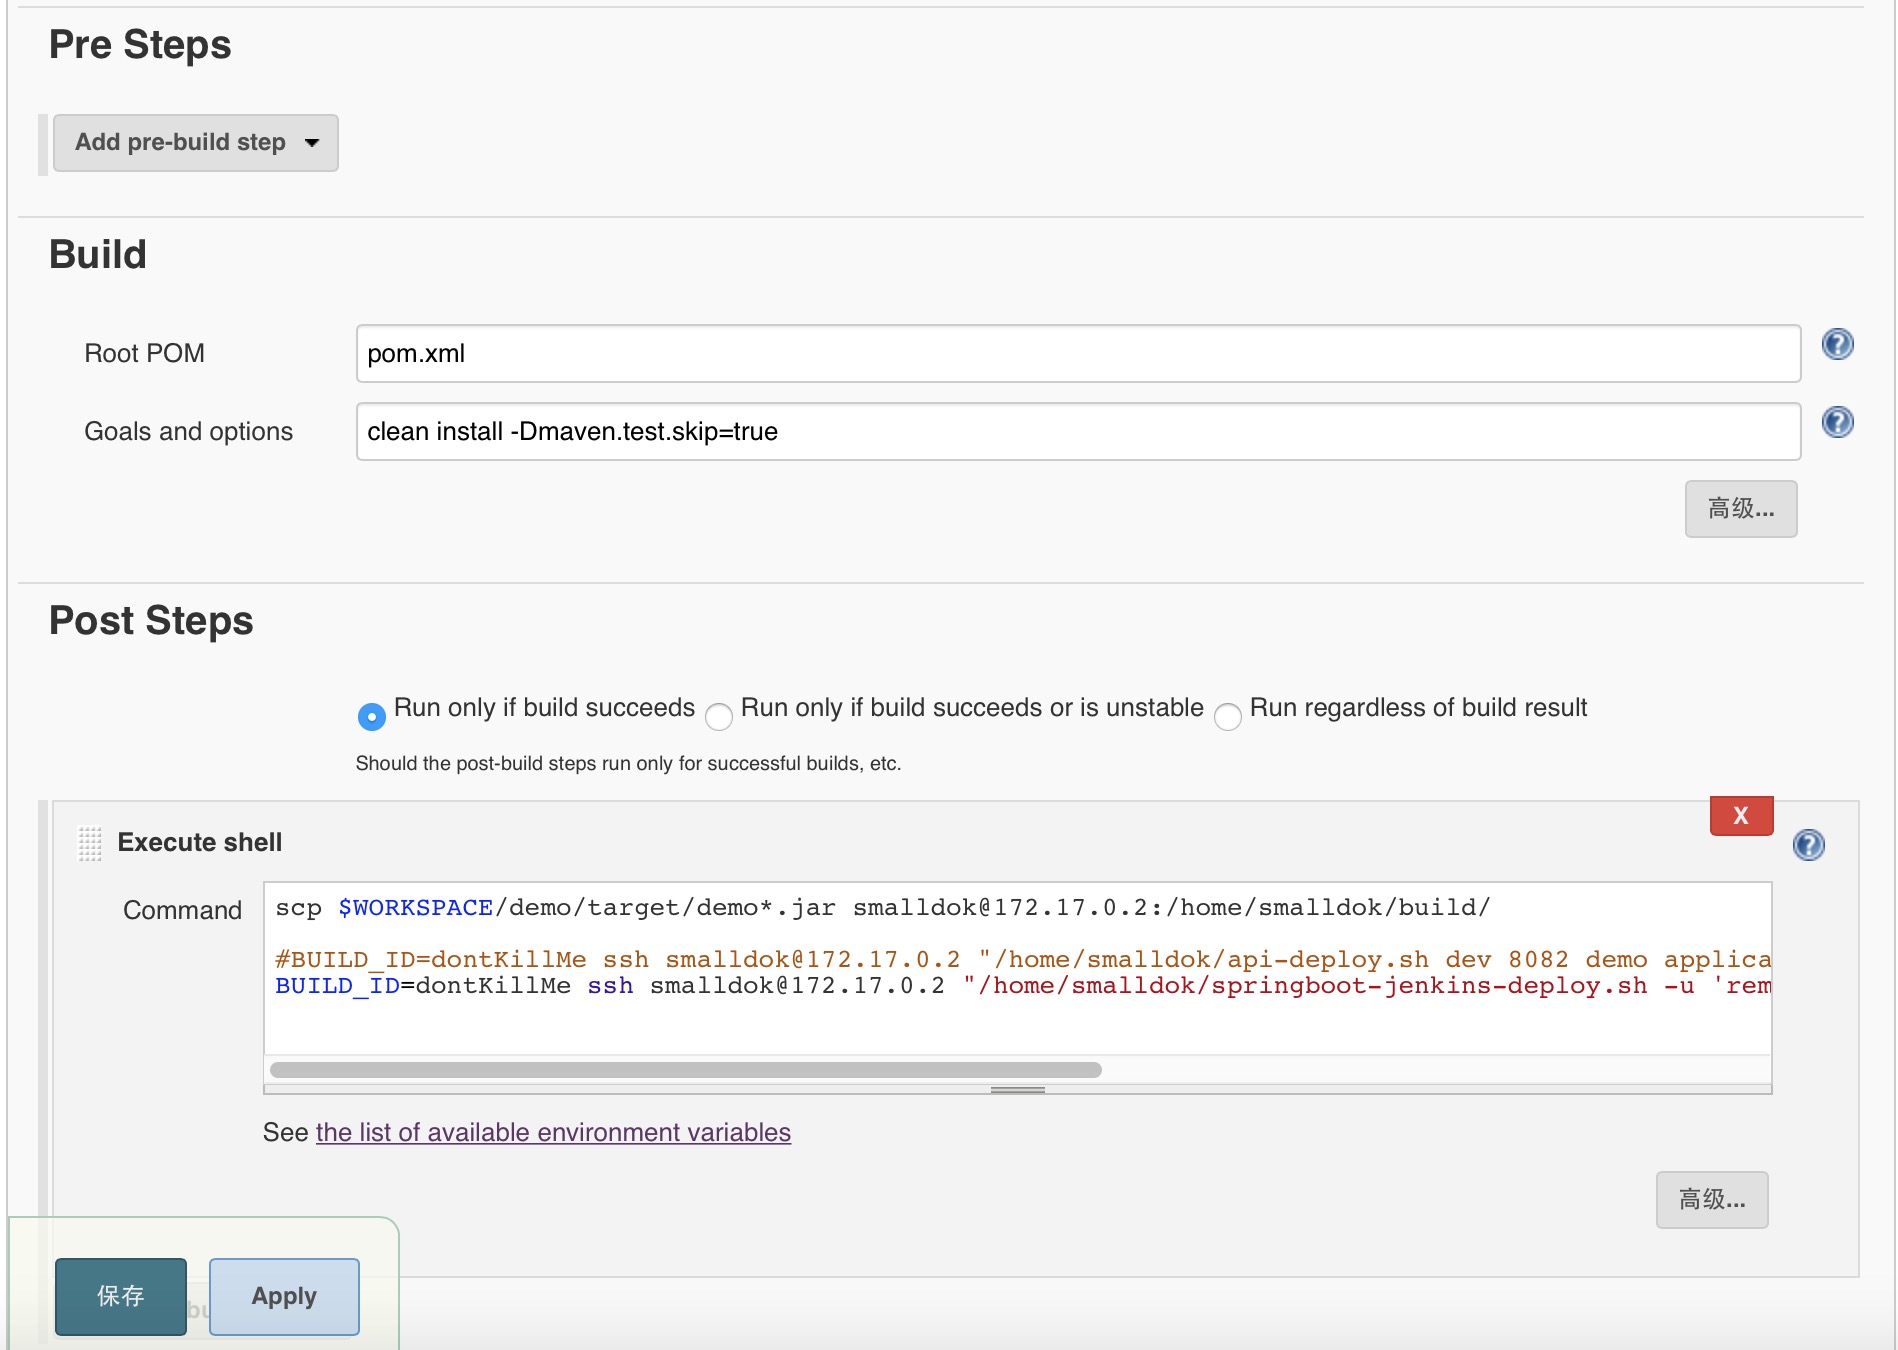 Pre Steps
Add pre-build step
Build
Root POM
pom.xml
Goals and options
clean install -Dmaven.test.skip=true
高级...
Post Steps
Run only if build succeeds Run only if build succeeds or is unstable Run regardless of build result
Should the post-build steps run only for successful builds, etc.
X
Execute shell
Command
scp $WORKSPACE/demo/target/demo*.jar smalldok@172.17.0.2:/home/smalldok/build/
#BUILD_ID=dontKillMe ssh smalldok@172.17.0.2 "/home/smalldok/api-deploy.sh dev 8082 demo applica
BUILD_ID=dontKillMe ssh smalldok@172.17.0.2 "/home/smalldok/springboot-jenkins-deploy.sh -u 'rem
See the list of available environment variables
高级...
保存
Apply